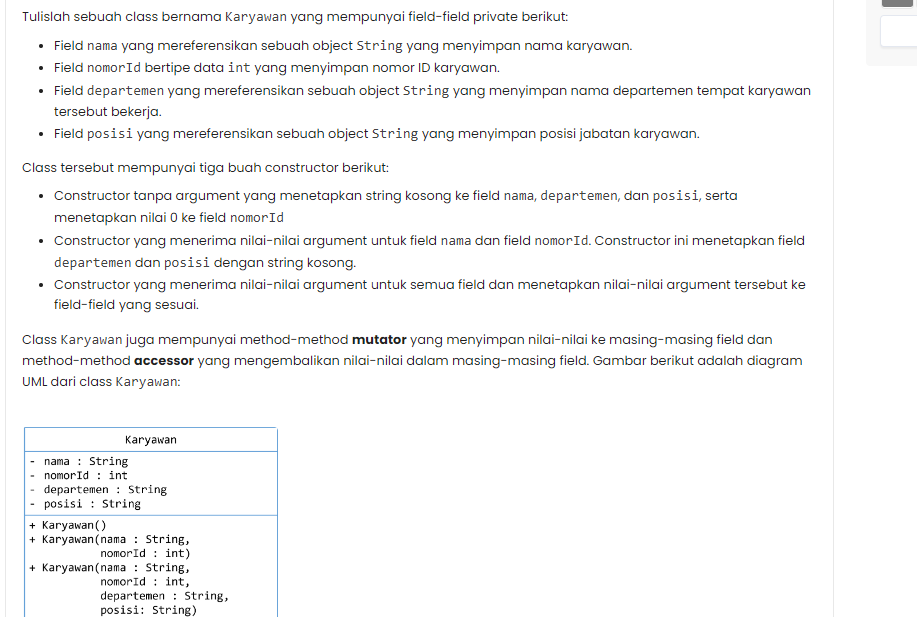 Tulislah sebuah class bernama Karyawan yang mempunyai field-field private berikut:
• Field nama yang mereferensikan sebuah object String yang menyimpan nama karyawan.
• Field nomorId bertipe data int yang menyimpan nomor ID karyawan.
• Field departemen yang mereferensikan sebuah object String yang menyimpan nama departemen tempat karyawan
tersebut bekerja.
• Field posisi yang mereferensikan sebuah object String yang menyimpan posisi jabatan karyawan.
Class tersebut mempunyai tiga buah constructor berikut:
• Constructor tanpa argument yang menetapkan string kosong ke field nama, departemen, dan posisi, serta
menetapkan nilai 0 ke field nomorId
• Constructor yang menerima nilai-nilai argument untuk field nama dan field nomorId. Constructor ini menetapkan field
departemen dan posisi dengan string kosong.
• Constructor yang menerima nilai-nilai argument untuk semua field dan menetapkan nilai-nilai argument tersebut ke
field-field yang sesuai.
Class Karyawan juga mempunyai method-method mutator yang menyimpan nilai-nilai ke masing-masing field dan
method-method accessor yang mengembalikan nilai-nilai dalam masing-masing field. Gambar berikut adalah diagram
UML dari class Karyawan:
Karyawan
- nama : String
- nomorId : int
- departemen : String
- posisi : String
+ Karyawan()
+ Karyawan(nama : String,
nomorId : int)
+ Karyawan(nama : String,
nomorId : int,
departemen : String,
posisi: String)